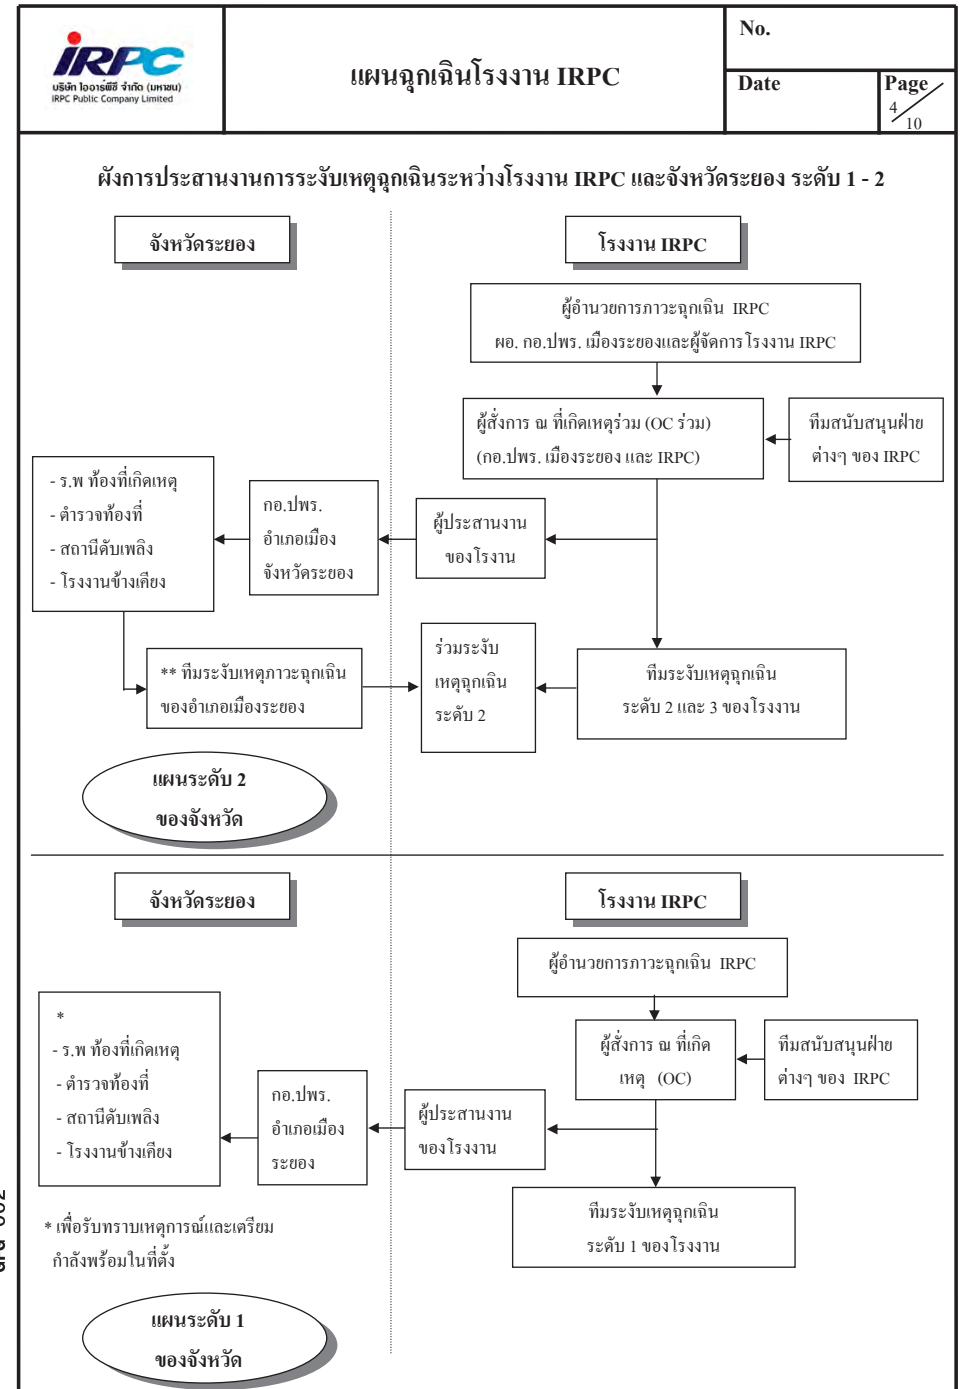 IRPC
บริษัท ไออาร์พีซี จำกัด (มหาชน)
IRPC Public Company Limited
แผนฉุกเฉินโรงงาน IRPC
No.
Date
Page
4
10
ผังการประสานงานการระงับเหตุฉุกเฉินระหว่างโรงงาน IRPC และจังหวัดระยอง ระดับ 1 - 2
จังหวัดระยอง
โรงงาน IRPC
ผู้อำนวยการภาวะฉุกเฉิน IRPC
ผอ. กอ.ปพร. เมืองระยองและผู้จัดการโรงงาน IRPC
ผู้สั่งการ ณ ที่เกิดเหตุร่วม (OC ร่วม)
(กอ.ปพร. เมืองระยอง และ IRPC)
ทีมสนับสนุนฝ่าย
ต่างๆ ของ IRPC
- ร.พ ท้องที่เกิดเหตุ
- ตำรวจท้องที่
- สถานีดับเพลิง
- โรงงานข้างเคียง
กอ.ปพร.
อำเภอเมือง
จังหวัดระยอง
ผู้ประสานงาน
ของโรงาน
** ทีมระงับเหตุภาวะฉุกเฉิน
ของอำเภอเมืองระยอง
ร่วมระงับ
เหตุฉุกเฉิน
ระดับ 2
ทีมระงับเหตุฉุกเฉิน
ระดับ 2 และ 3 ของโรงงาน
แผนระดับ 2
ของจังหวัด
จังหวัดระยอง
โรงงาน IRPC
ผู้อำนวยการภาวะฉุกเฉิน IRPC
ผู้สั่งการ ณ ที่เกิด
เหตุ (OC)
ทีมสนับสนุนฝ่าย
ต่างๆ ของ IRPC
*
- ร.พ ท้องที่เกิดเหตุ
- ตำรวจท้องที่
- สถานีดับเพลิง
- โรงงานข้างเคียง
กอ.ปพร.
อำเภอเมือง
ระยอง
ผู้ประสานงาน
ของโรงงาน
ทีมระงับเหตุฉุกเฉิน
ระดับ 1 ของโรงงาน
* เพื่อรับทราบเหตุการณ์และเตรียม
กำลังพร้อมในที่ตั้ง
แผนระดับ 1
ของจังหวัด